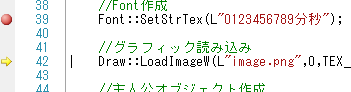 38 //Font作成
39 Font::SetStrTex(L"0123456789分秒");
40
41 //グラフィック読み込み
42 Draw::LoadImageW(L"image.png",0,TEX_
43
44 //主人公オブジェクト作成